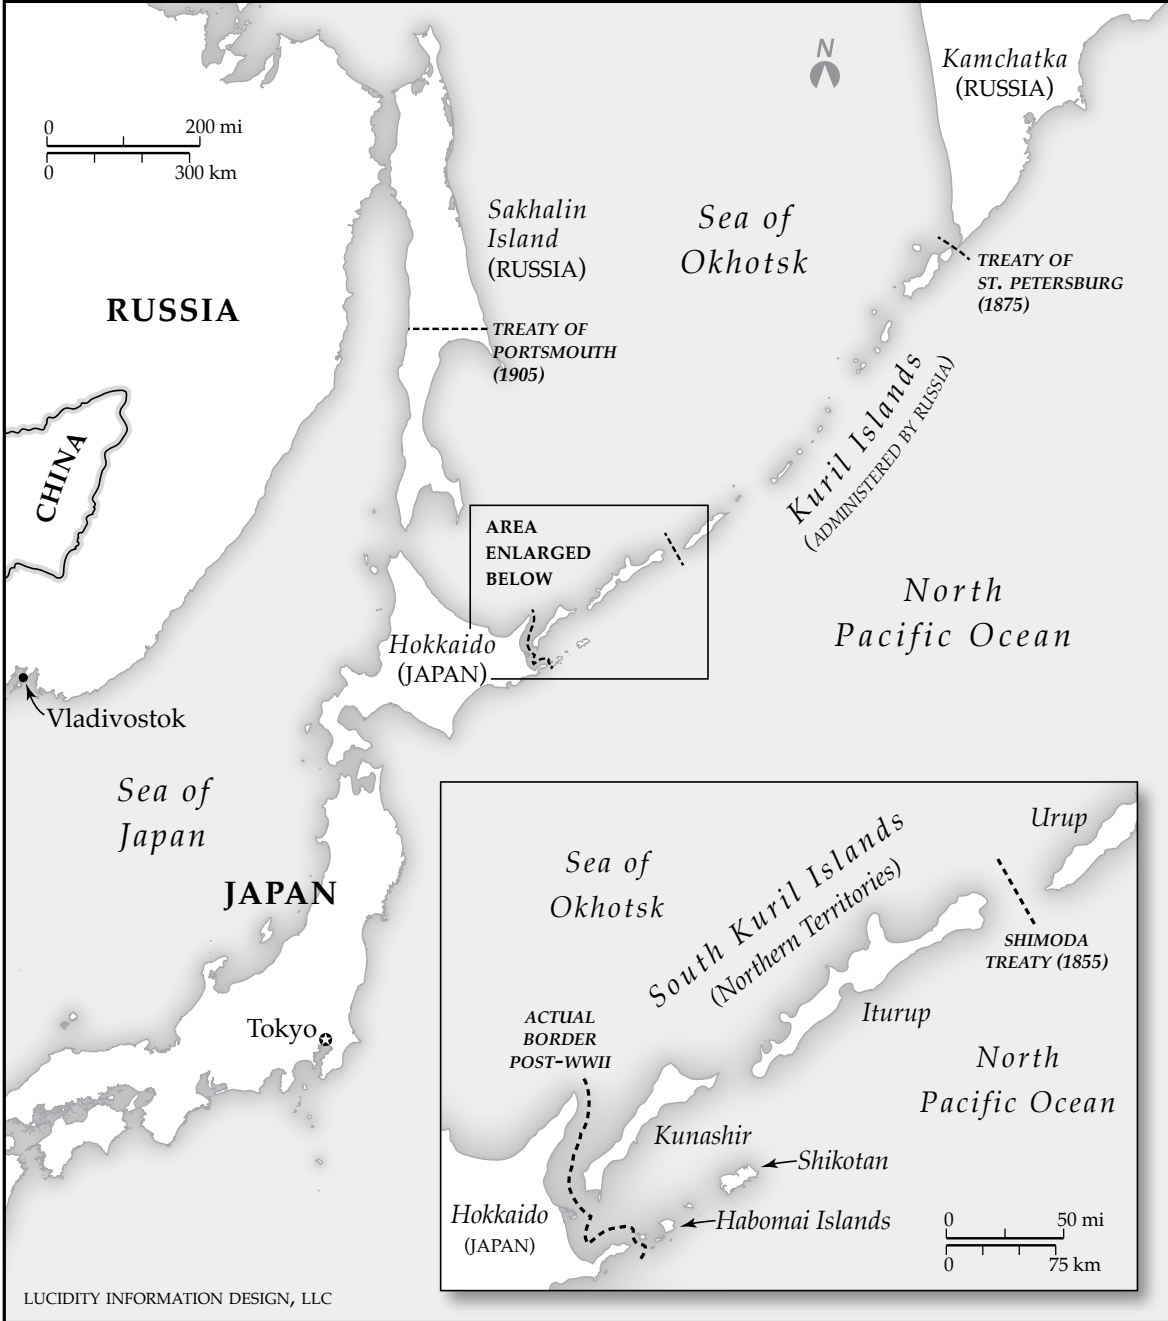 N
Kamchatka
(RUSSIA)
0 200 mi
0 300 km
Sakhalin
Island
(RUSSIA)
Sea of
Okhotsk
TREATY OF
ST. PETERSBURG
(1875)
RUSSIA
TREATY OF
PORTSMOUTH
(1905)
Kuril Islands
(ADMINISTERED BY RUSSIA)
CHINA
AREA
ENLARGED
BELOW
North
Pacific Ocean
Hokkaido
(JAPAN)
Vladivostok
Sea of
Japan
JAPAN
Tokyo
Urup
Sea of
Okhotsk
South Kuril Islands
(Northern Territories)
SHIMODA
TREATY (1855)
Iturup
ACTUAL
BORDER
POST-WWII
North
Pacific Ocean
Kunashir
Shikotan
Habomai Islands
Hokkaido
(JAPAN)
0 50 mi
0 75 km
LUCIDITY INFORMATION DESIGN, LLC